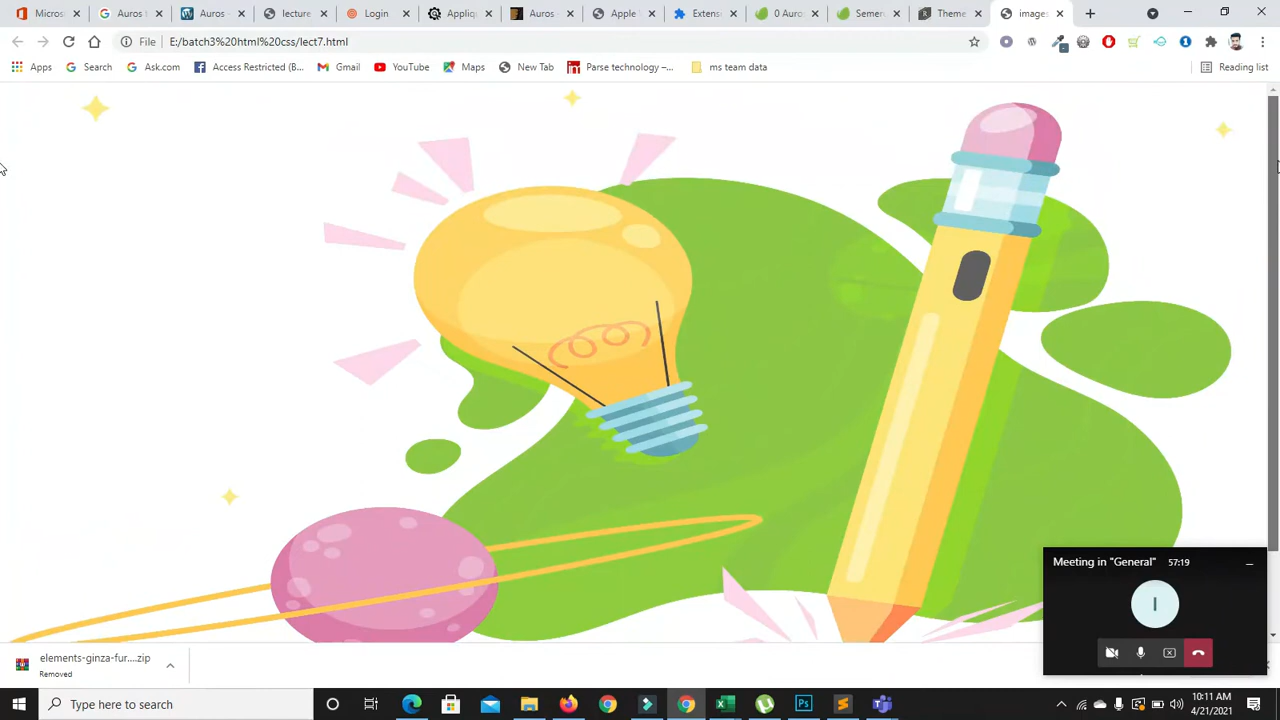 Micros
Auros t
Auros ‹
lecture
Login
Appliq
Auros
Apple '
Extens
0 Auro
Semen
Theme
images
File
E:/batch3%20html%20css/lect7.html
Apps
Search
Ask.com
Access Restricted (B...
Gmail
YouTube
Maps
New Tab
Parse technology –...
ms team data
Reading list
Meeting in "General"
57:19
I
elements-ginza-fur....zip
Removed
Type here to search
10:11 AM
4/21/2021